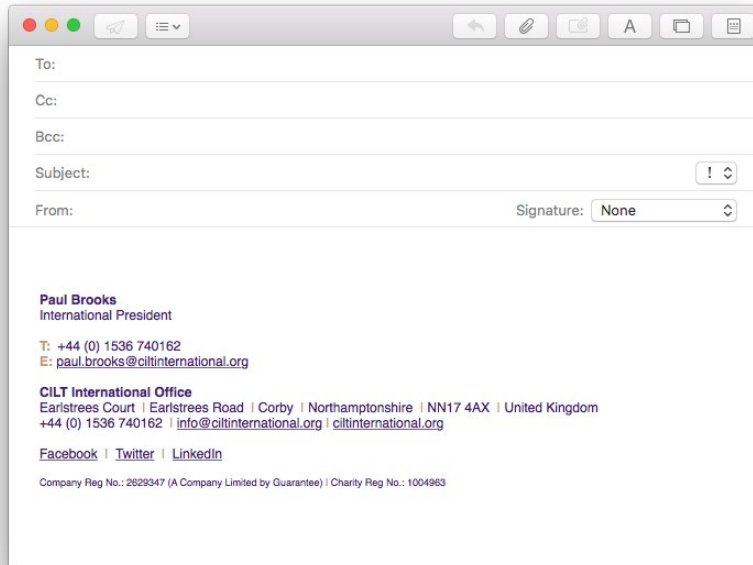 To:
Cc:
Bcc:
Subject: !
From: Signature: None
Paul Brooks
International President
T: +44 (0) 1536 740162
E: paul.brooks@ciltinternational.org
CILT International Office
Earlstrees Court | Earlstrees Road | Corby | Northamptonshire | NN17 4AX | United Kingdom
+44 (0) 1536 740162 | info@ciltinternational.org | ciltinternational.org
Facebook | Twitter | LinkedIn
Company Reg No.: 2629347 (A Company Limited by Guarantee) | Charity Reg No.: 1004963